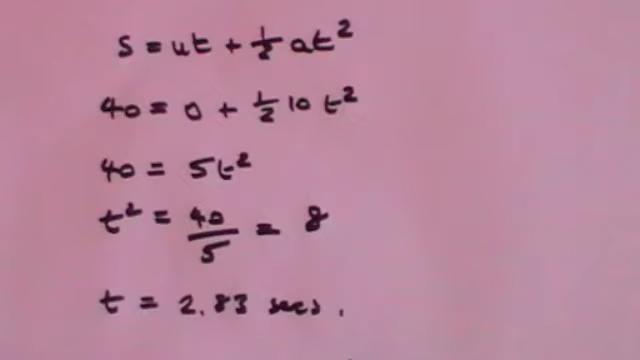 s = ut + ½ at²
40 = 0 + ½ 10 t²
40 = 5t²
t² = 40/5 = 8
t = 2.83 secs.